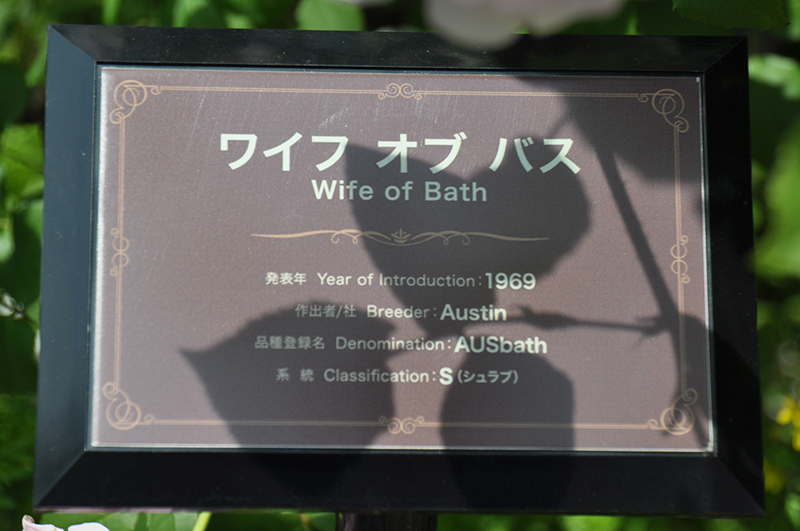 ワイフ オブ バス
Wife of Bath
発表年 Year of Introduction：1969
作出者/社 Breeder：Austin
品種登録名 Denomination：AUSbath
系 統 Classification：S（シュラブ）